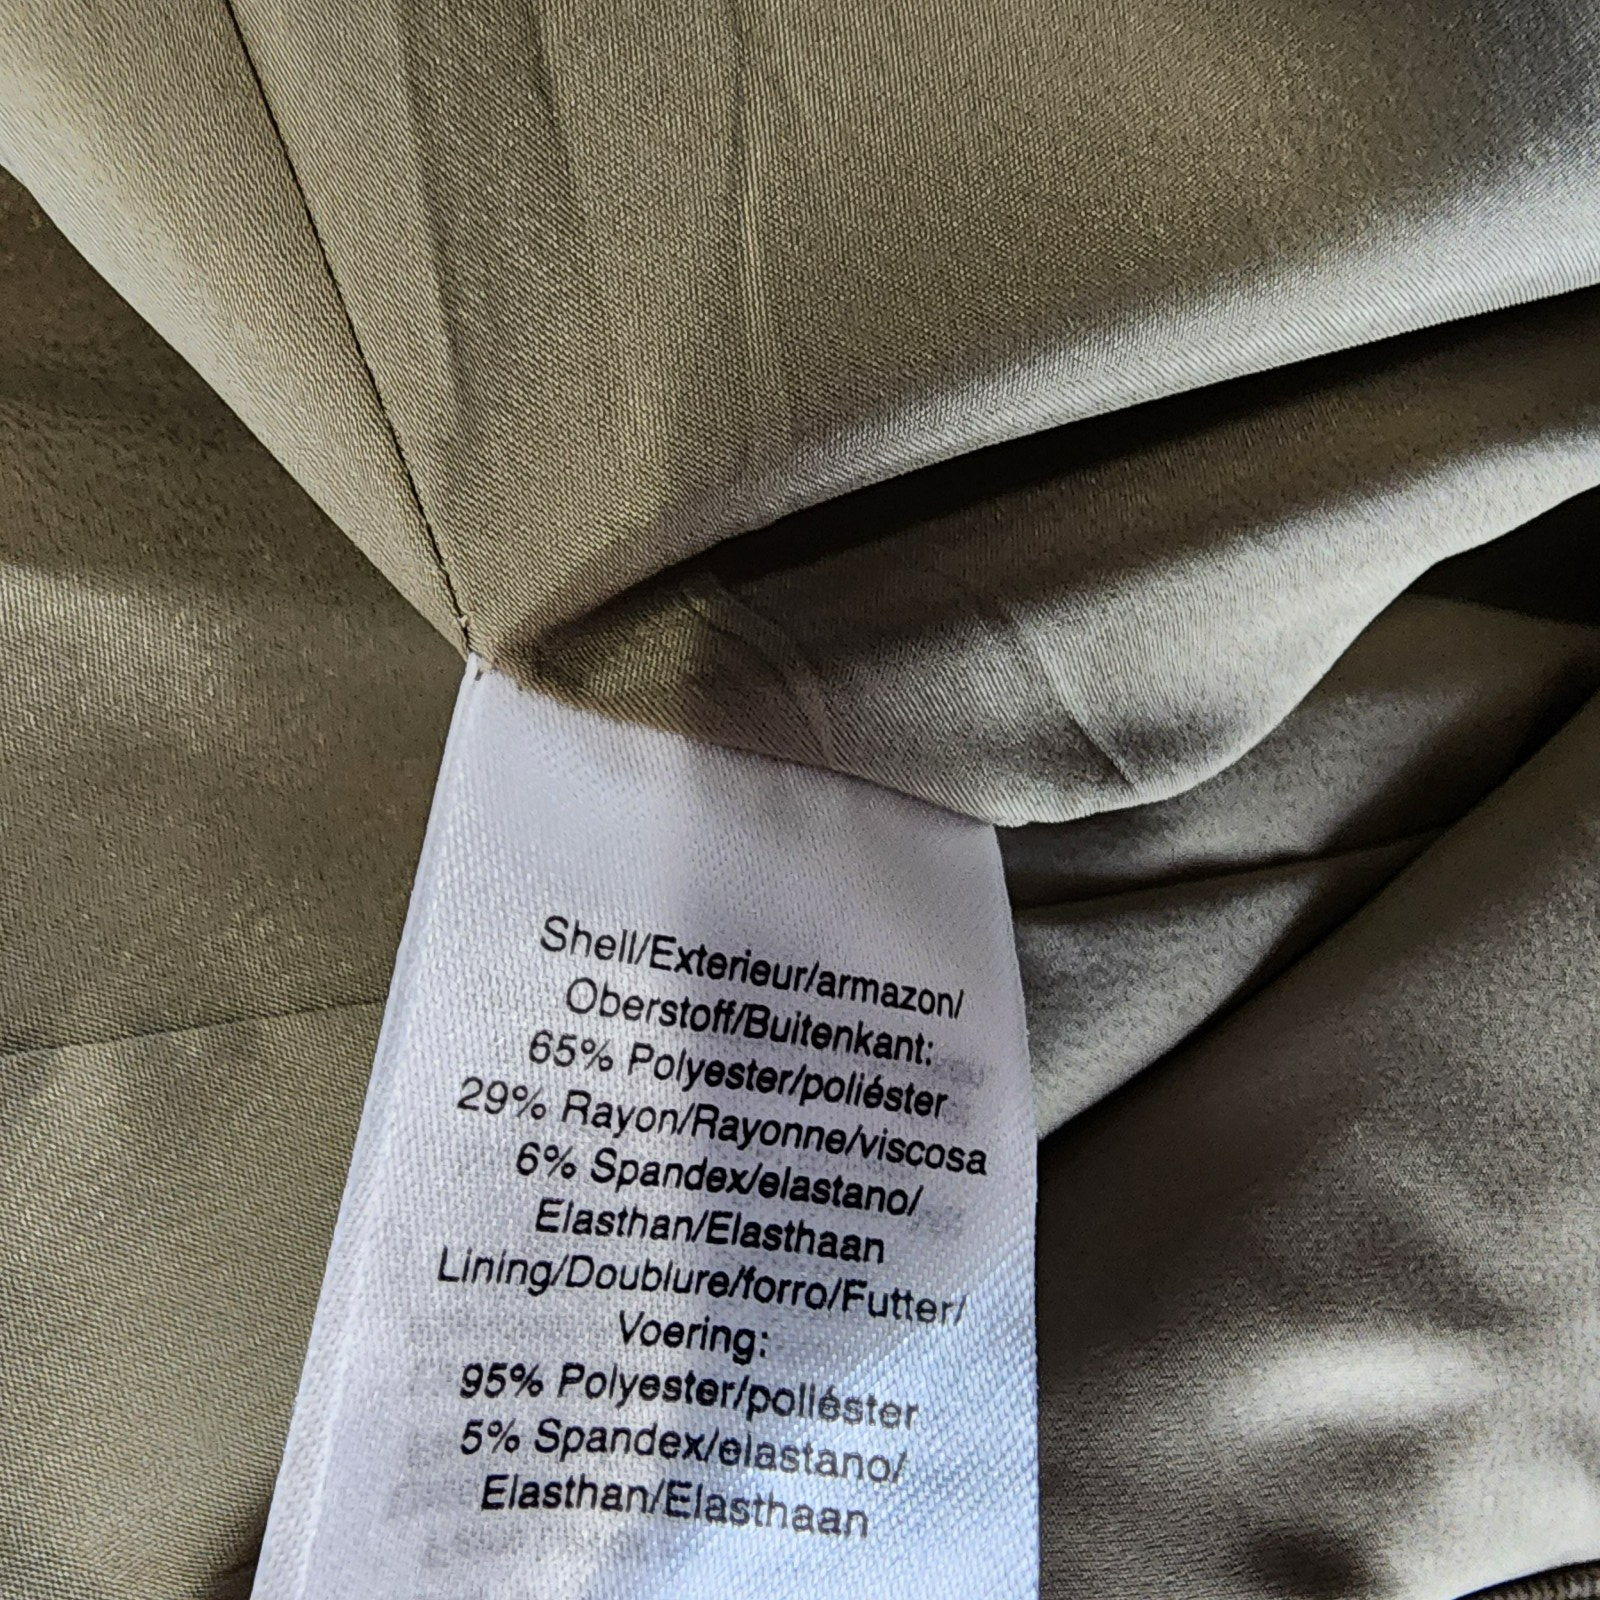 Shell/Exterieur/armazon/
Oberstoff/Buitenkant:
65% Polyester/poliéster
29% Rayon/Rayonne/viscosa
6% Spandex/elastano/
Elasthan/Elasthaan
Lining/Doublure/forro/Futter/
Voering:
95% Polyester/poliéster
5% Spandex/elastano/
Elasthan/Elasthaan